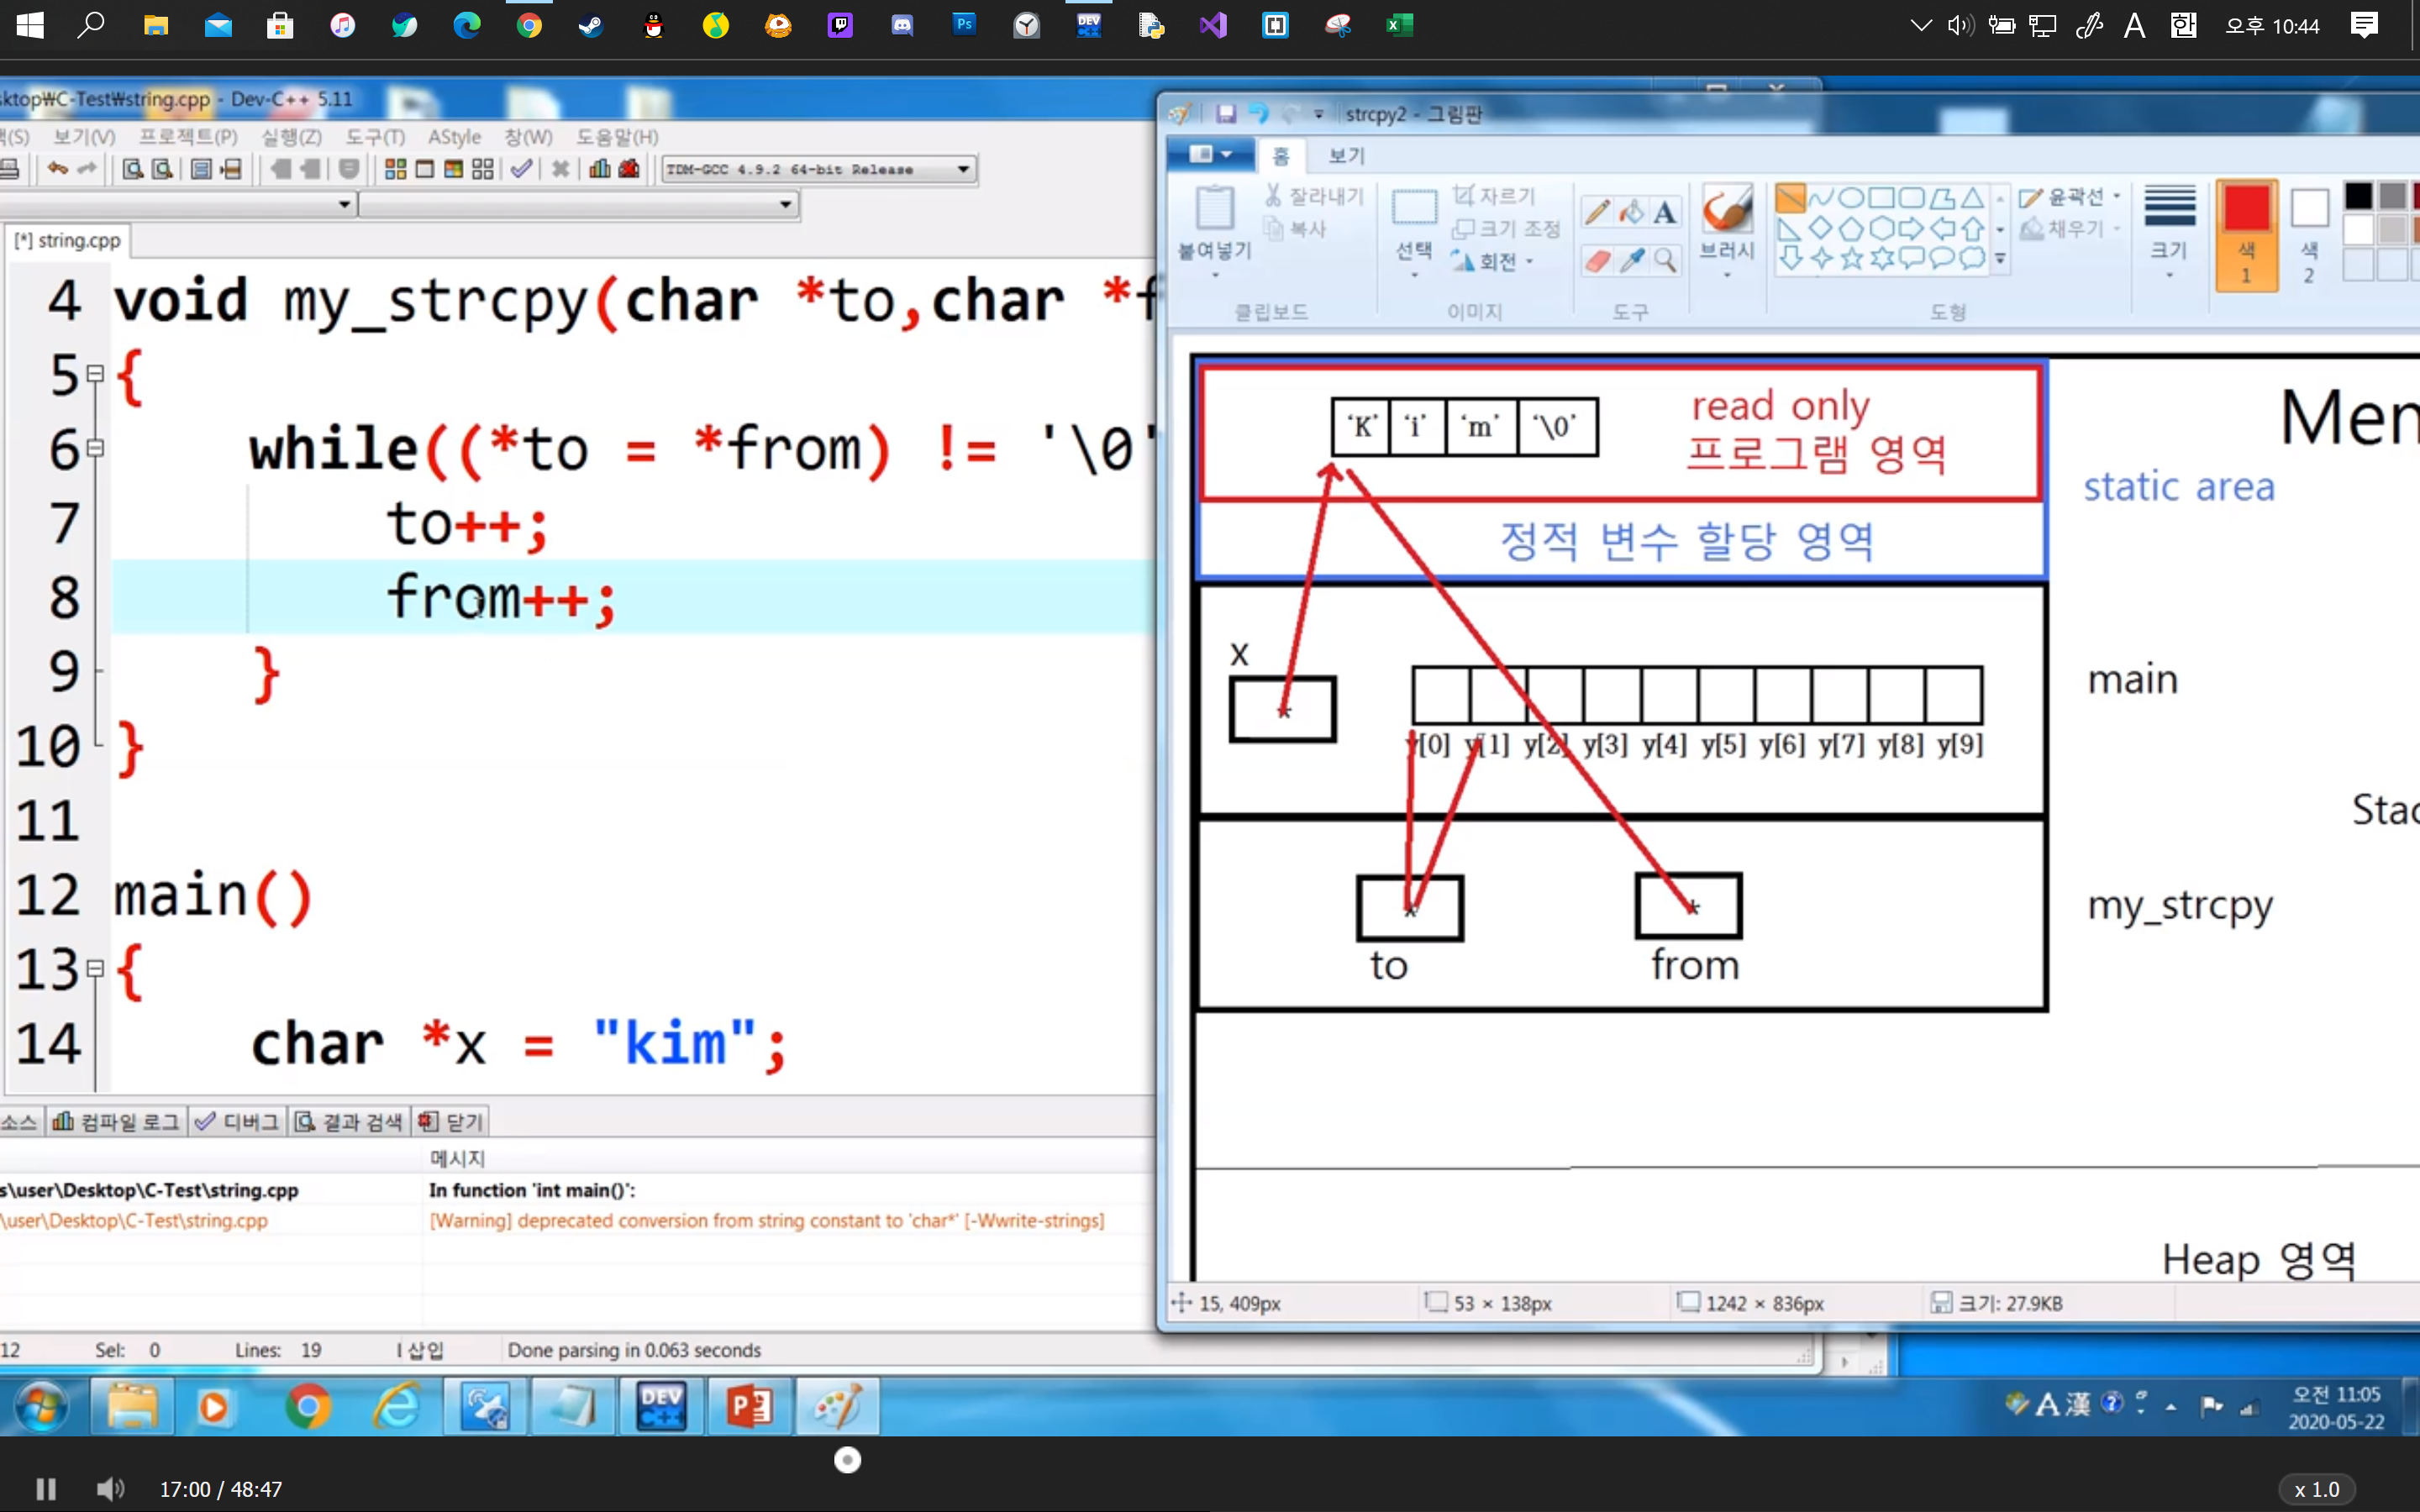 Ps
DEV C++
A
한
오후 10:44
ktop₩C-Test₩string.cpp - Dev-C++ 5.11
색(S) 보기(V) 프로젝트(P) 실행(Z) 도구(T) AStyle 창(W) 도움말(H)
TDM-GCC 4.9.2 64-bit Release
[*] string.cpp
4 void my_strcpy(char *to,char *f
5 {
6 while((*to = *from) != '\0'
7 to++;
8 from++;
9 }
10 }
11
12 main()
13 {
14 char *x = "kim";
소스 컴파일 로그 디버그 결과 검색 닫기
메시지
s\user\Desktop\C-Test\string.cpp In function 'int main()':
\user\Desktop\C-Test\string.cpp [Warning] deprecated conversion from string constant to 'char*' [-Wwrite-strings]
12 Sel: 0 Lines: 19 삽입 Done parsing in 0.063 seconds
strcpy2 - 그림판
홈 보기
붙여넣기 잘라내기 복사
클립보드
선택 자르기 크기 조정 회전
이미지
A
도구
브러시
윤곽선 채우기
도형
크기
색 1
색 2
'K' 'i' 'm' '\0'
read only
프로그램 영역
정적 변수 할당 영역
Men
static area
x
*
y[0] y[1] y[2] y[3] y[4] y[5] y[6] y[7] y[8] y[9]
main
Stac
*
*
to from
my_strcpy
Heap 영역
15, 409px 53 × 138px 1242 × 836px 크기: 27.9KB
DEV C++
A 漢
오전 11:05
2020-05-22
17:00 / 48:47
x 1.0